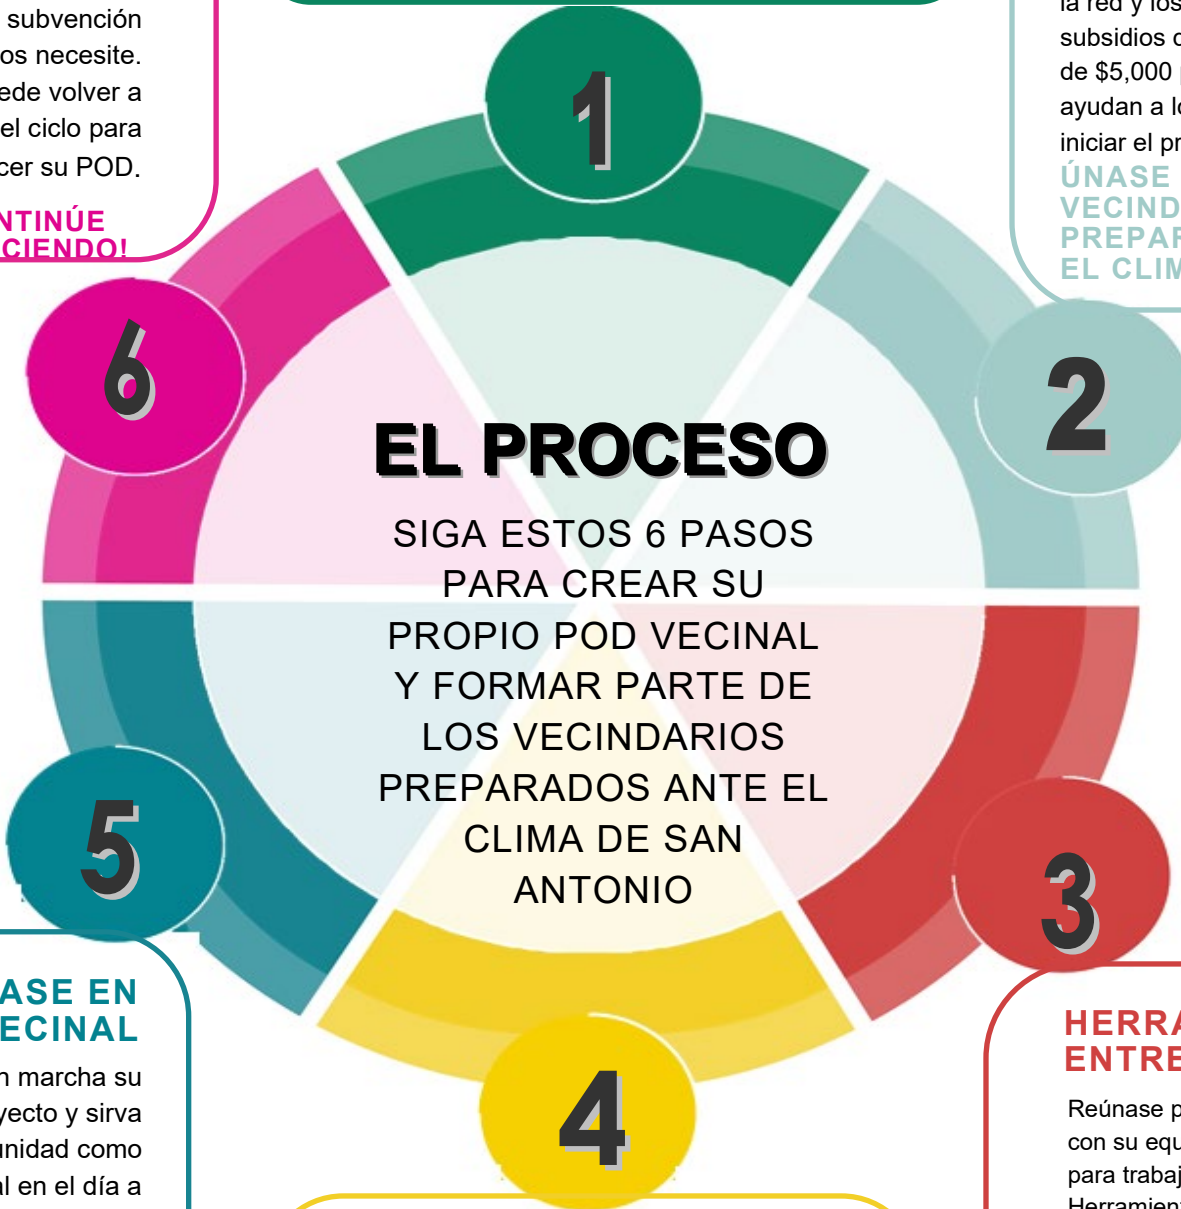 subvención
os necesite.
ede volver a
el ciclo para
cer su POD.
NTINÚE
CIENDO!
1
la red y los
subsidios
de $5,000
ayudan a
iniciar el
ÚNASE
VECIND
PREPAR
EL CLIM
6
2
EL PROCESO
SIGA ESTOS 6 PASOS
PARA CREAR SU
PROPIO POD VECINAL
Y FORMAR PARTE DE
LOS VECINDARIOS
PREPARADOS ANTE EL
CLIMA DE SAN
ANTONIO
5
3
ASE EN
ECINAL
n marcha su
yecto y sirva
unidad como
al en el día a
4
HERRA
ENTRE
Reúnase
con su equ
para trabaj
Herramien